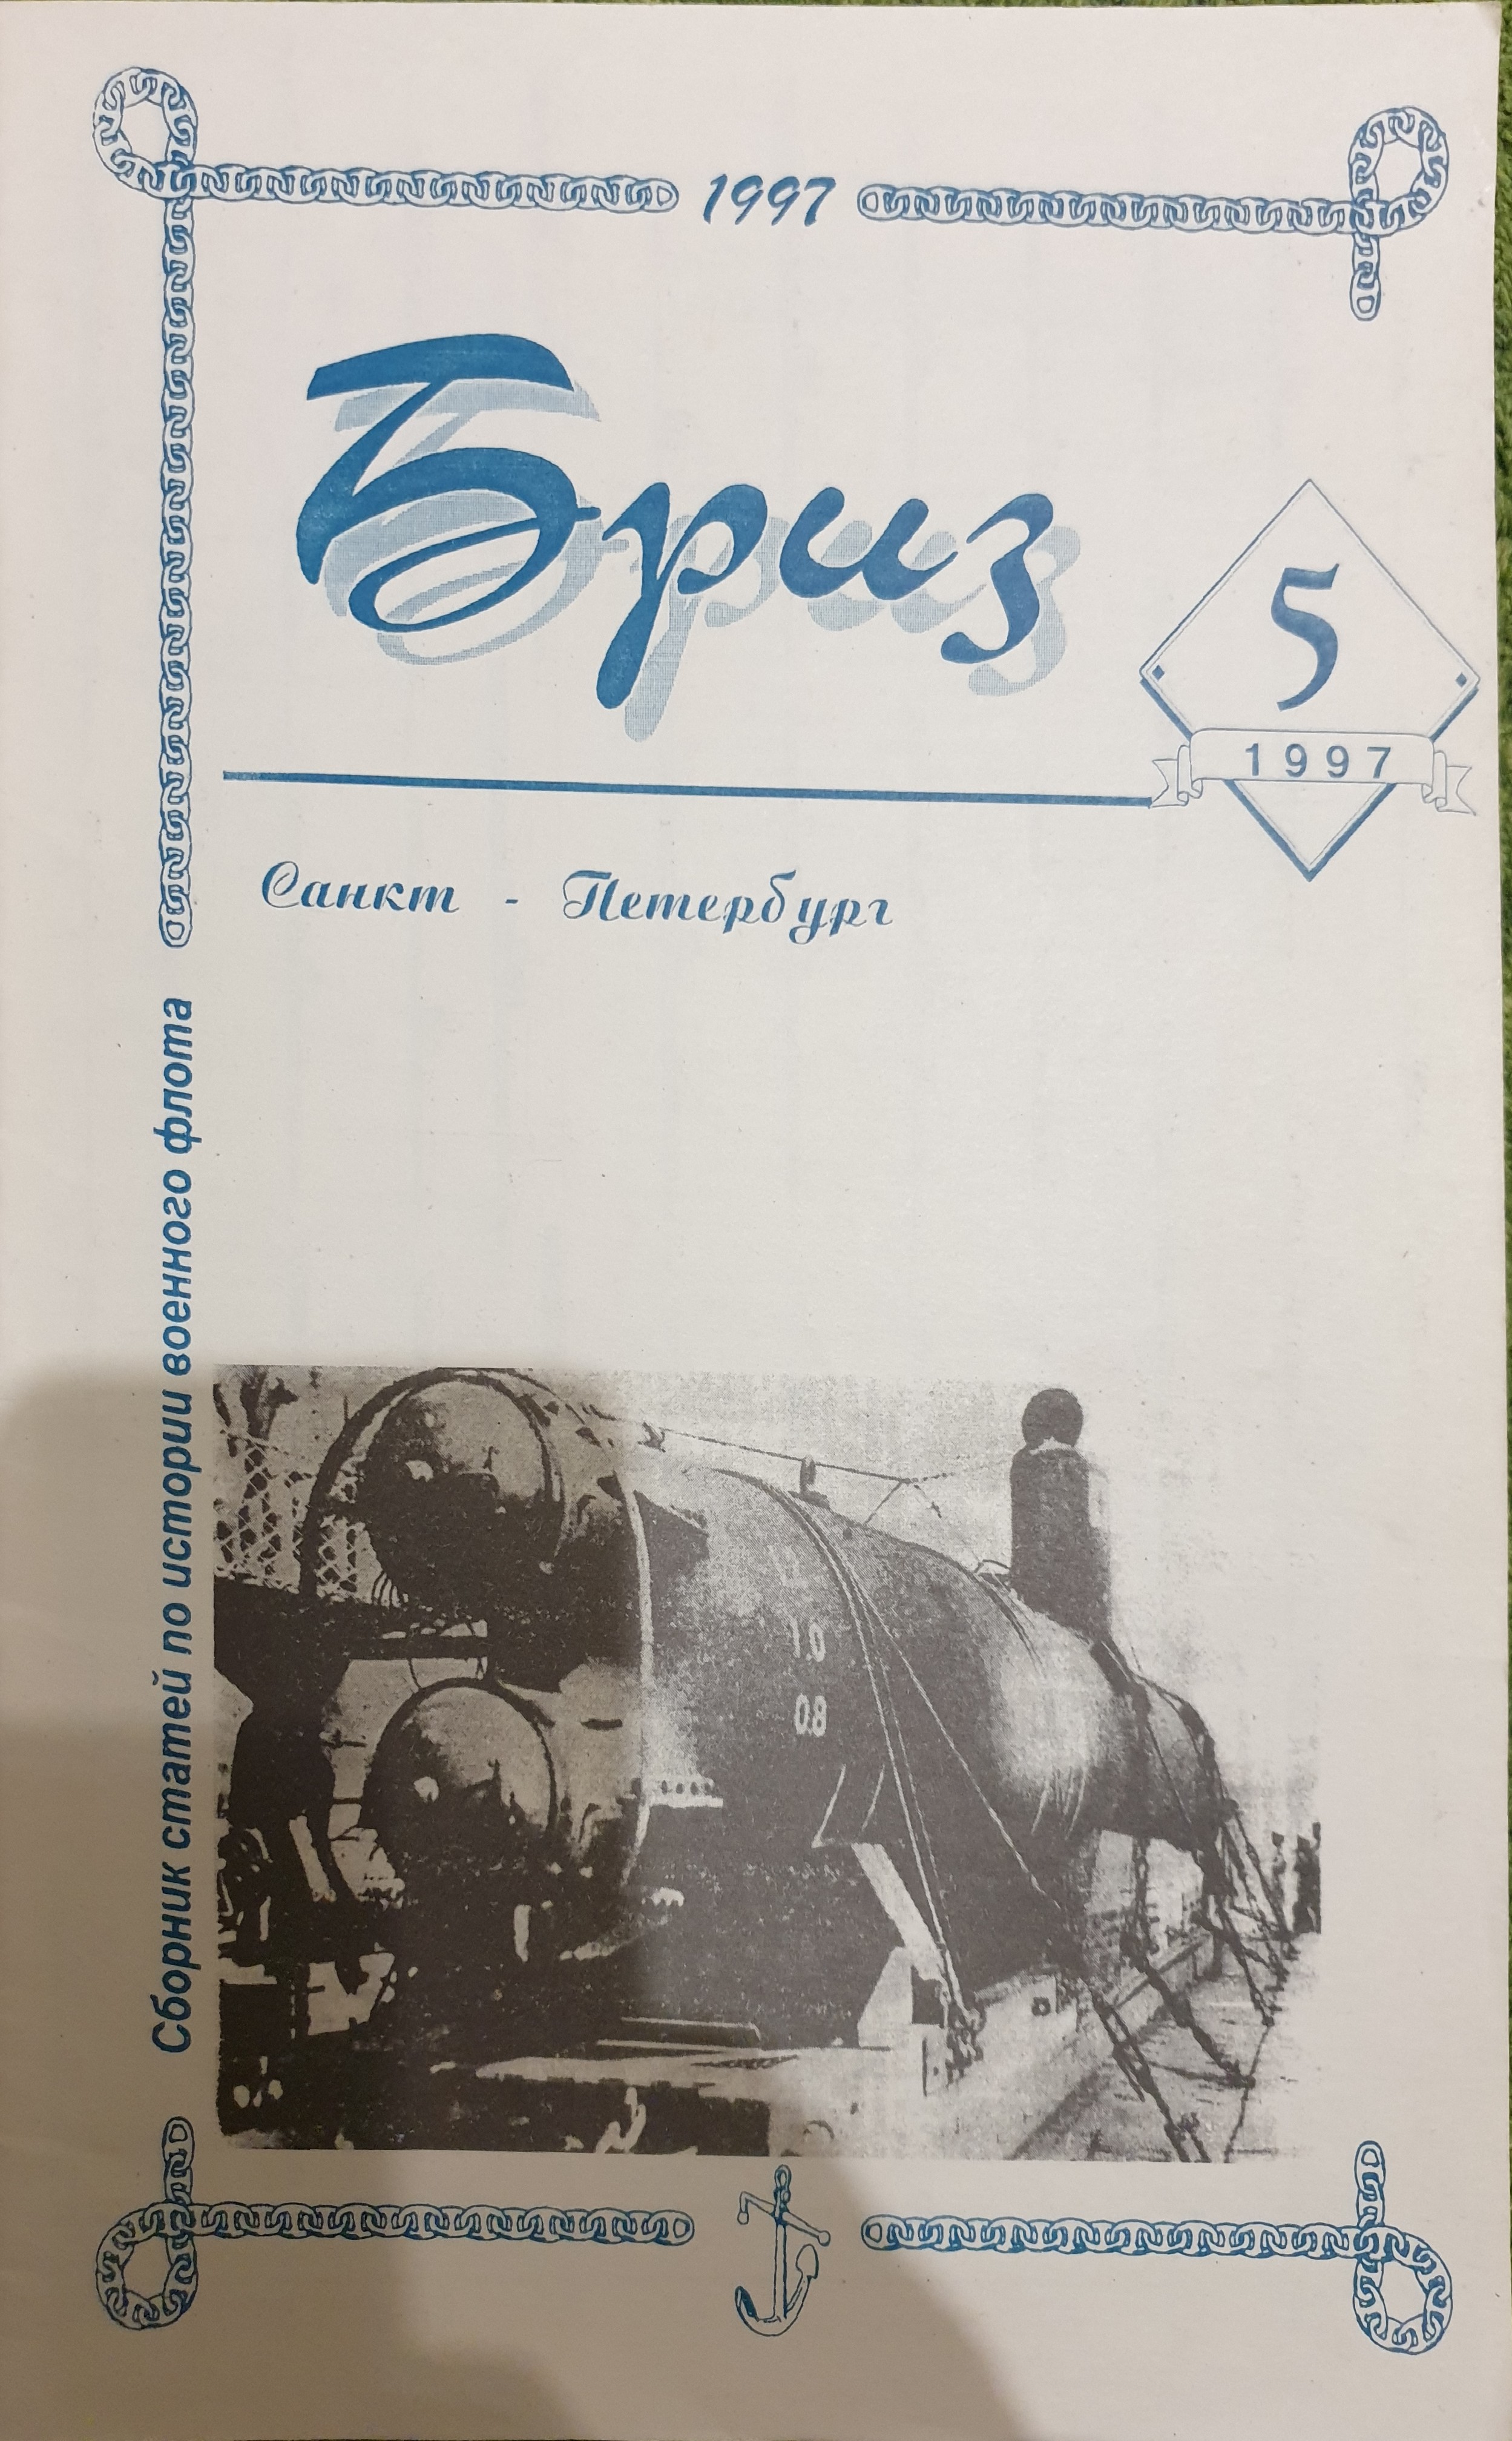 1997
Бриз
5
1997
Санкт - Петербург
Сборник статей по истории военного флота
1.0
0.8